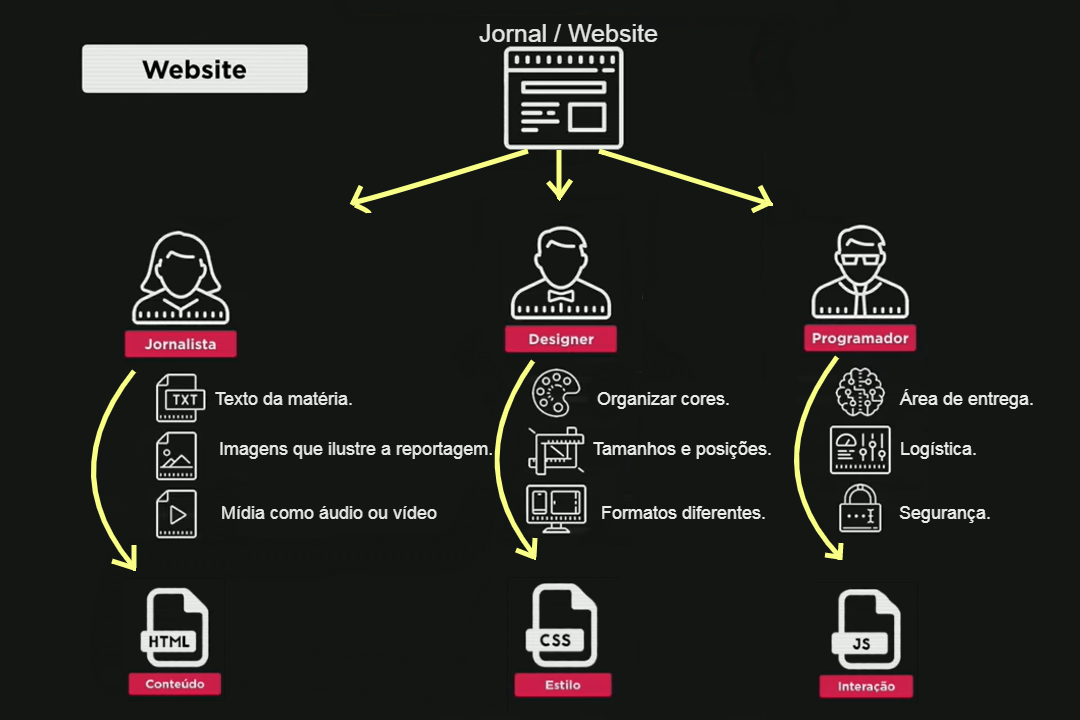 Jornal / Website
Website
Jornalista
Designer
Programador
TXT
Texto da matéria.
Organizar cores.
Área de entrega.
Imagens que ilustre a reportagem.
Tamanhos e posições.
Logística.
Mídia como áudio ou vídeo
Formatos diferentes.
Segurança.
HTML
CSS
JS
Conteúdo
Estilo
Interação